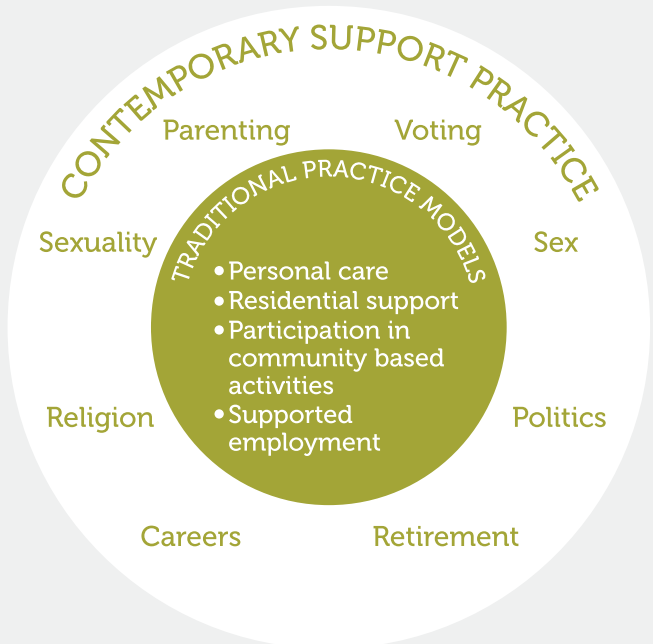 CONTEMPORARY SUPPORT PRACTICE
Parenting
Voting
TRADITIONAL PRACTICE MODELS
Sexuality
Sex
• Personal care
• Residential support
• Participation in
community based
activities
• Supported
employment
Religion
Politics
Careers
Retirement